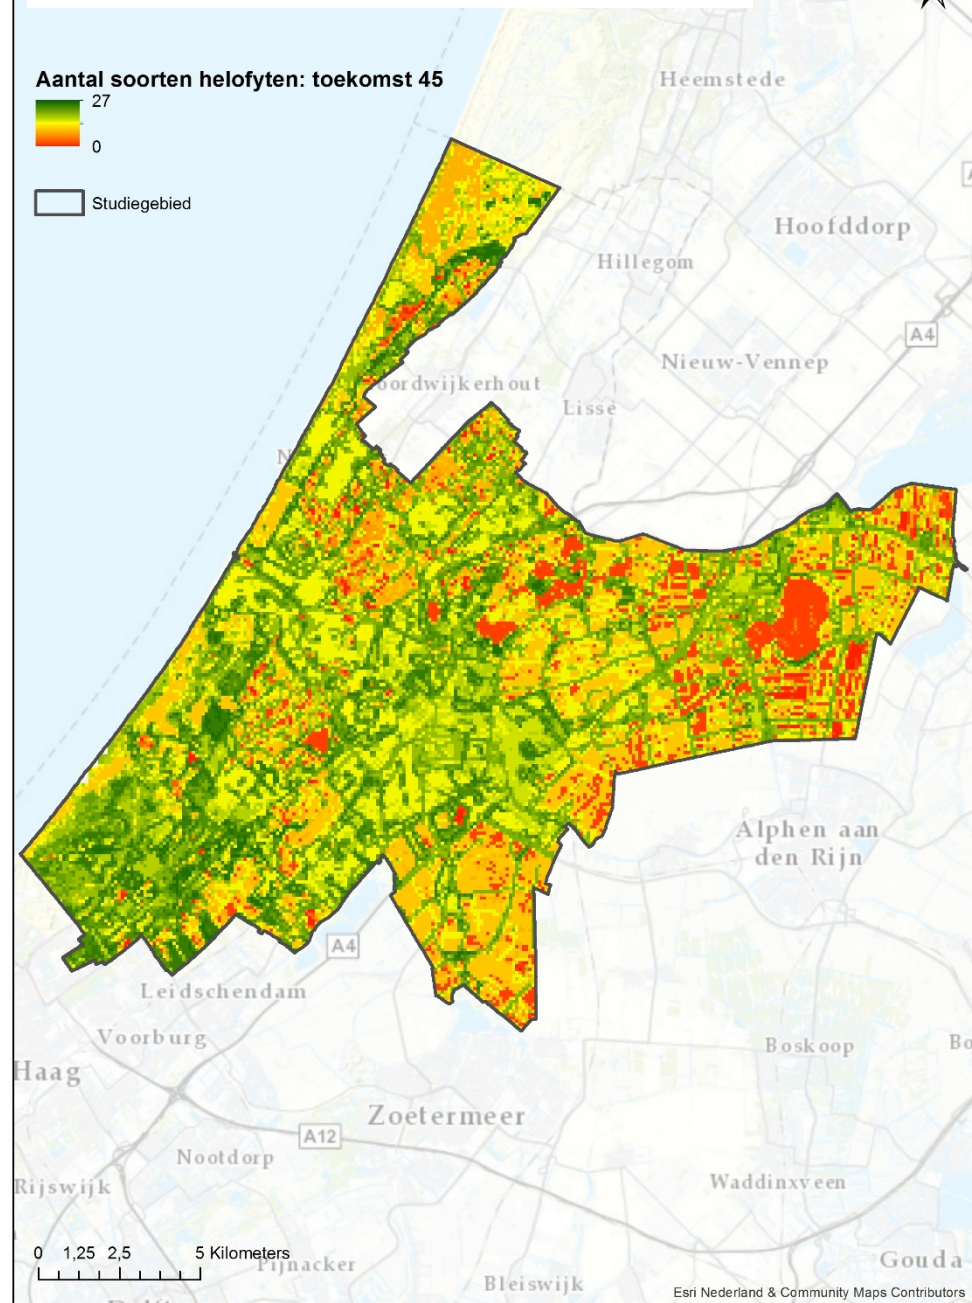 Aantal soorten helofyten: toekomst 45
27
0
Studiegebied
Heemstede
Hoofddorp
Hillegom
A4
Nieuw-Vennep
oordwijkerhout
Lisse
N
Alphen aan
den Rijn
A4
Leidschendam
Voorburg
Boskoop
Bo
Haag
Zoetermeer
A12
Nootdorp
Rijswijk
Waddinxveen
0 1,25 2,5 5 Kilometers
Pijnacker
Gouda
Bleiswijk
Esri Nederland & Community Maps Contributors